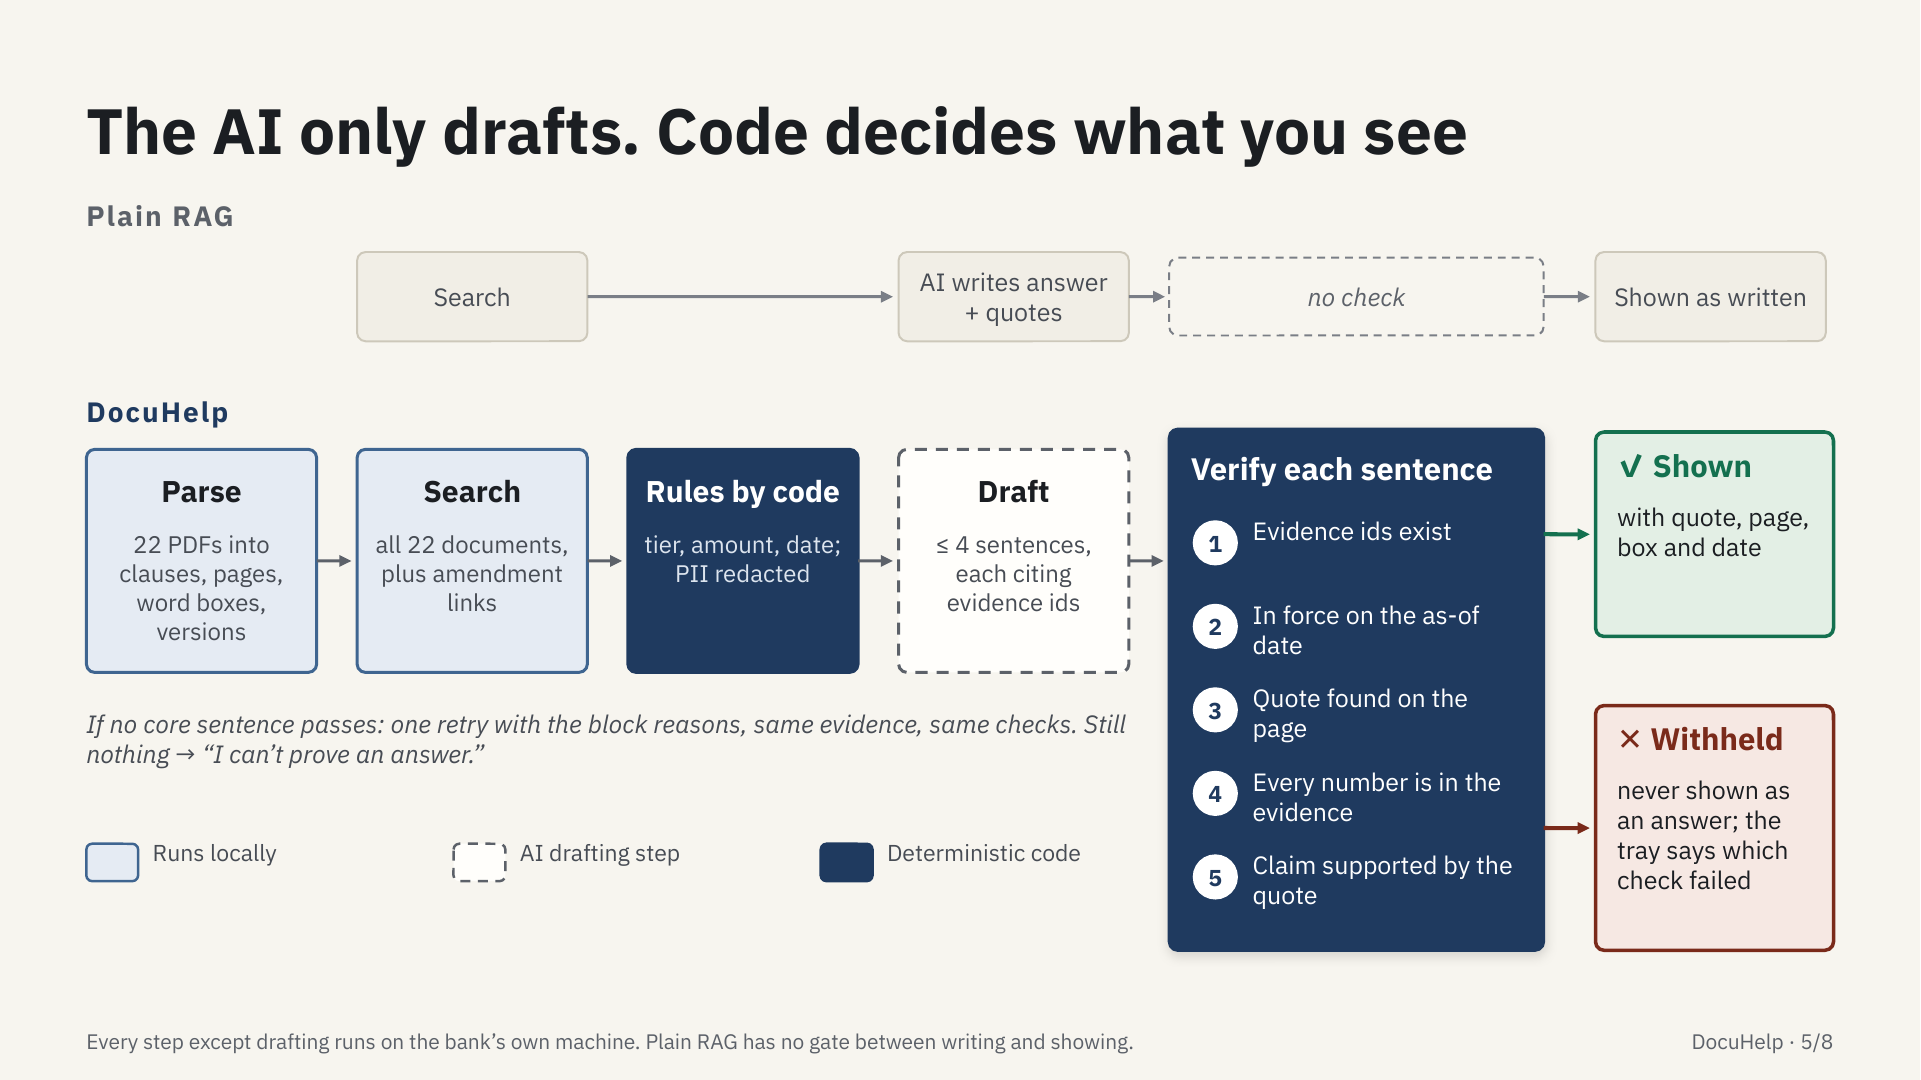 The AI only drafts. Code decides what you see
Plain RAG
Search
AI writes answer
+ quotes
no check
Shown as written
DocuHelp
Parse
22 PDFs into
clauses, pages,
word boxes,
versions
Search
all 22 documents,
plus amendment
links
Rules by code
tier, amount, date;
PII redacted
Draft
≤ 4 sentences,
each citing
evidence ids
Verify each sentence
1 Evidence ids exist
2 In force on the as-of
date
3 Quote found on the
page
4 Every number is in the
evidence
5 Claim supported by the
quote
✓ Shown
with quote, page,
box and date
✕ Withheld
never shown as
an answer; the
tray says which
check failed
If no core sentence passes: one retry with the block reasons, same evidence, same checks. Still
nothing → “I can’t prove an answer.”
Runs locally
AI drafting step
Deterministic code
Every step except drafting runs on the bank’s own machine. Plain RAG has no gate between writing and showing.
DocuHelp · 5/8